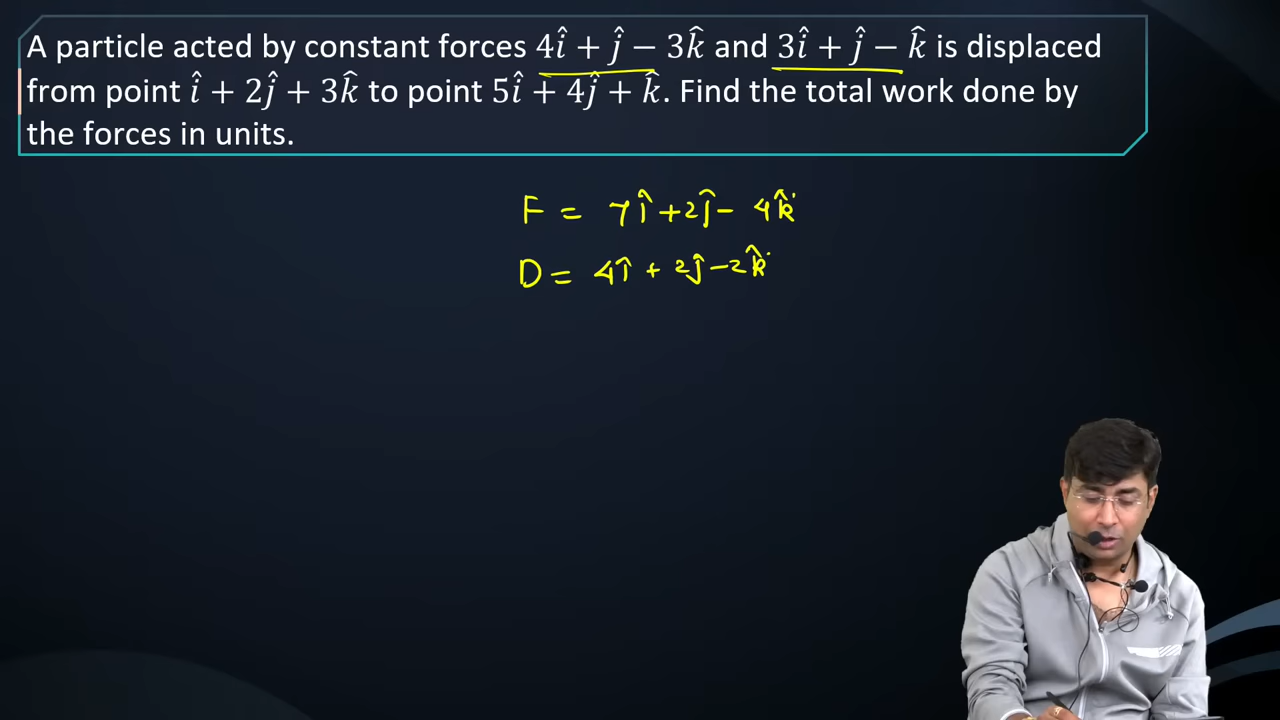 A particle acted by constant forces 4î + ĵ − 3k̂ and 3î + ĵ − k̂ is displaced
from point î + 2ĵ + 3k̂ to point 5î + 4ĵ + k̂. Find the total work done by
the forces in units.
F = 7î + 2ĵ − 4k̂
D = 4î + 2ĵ − 2k̂